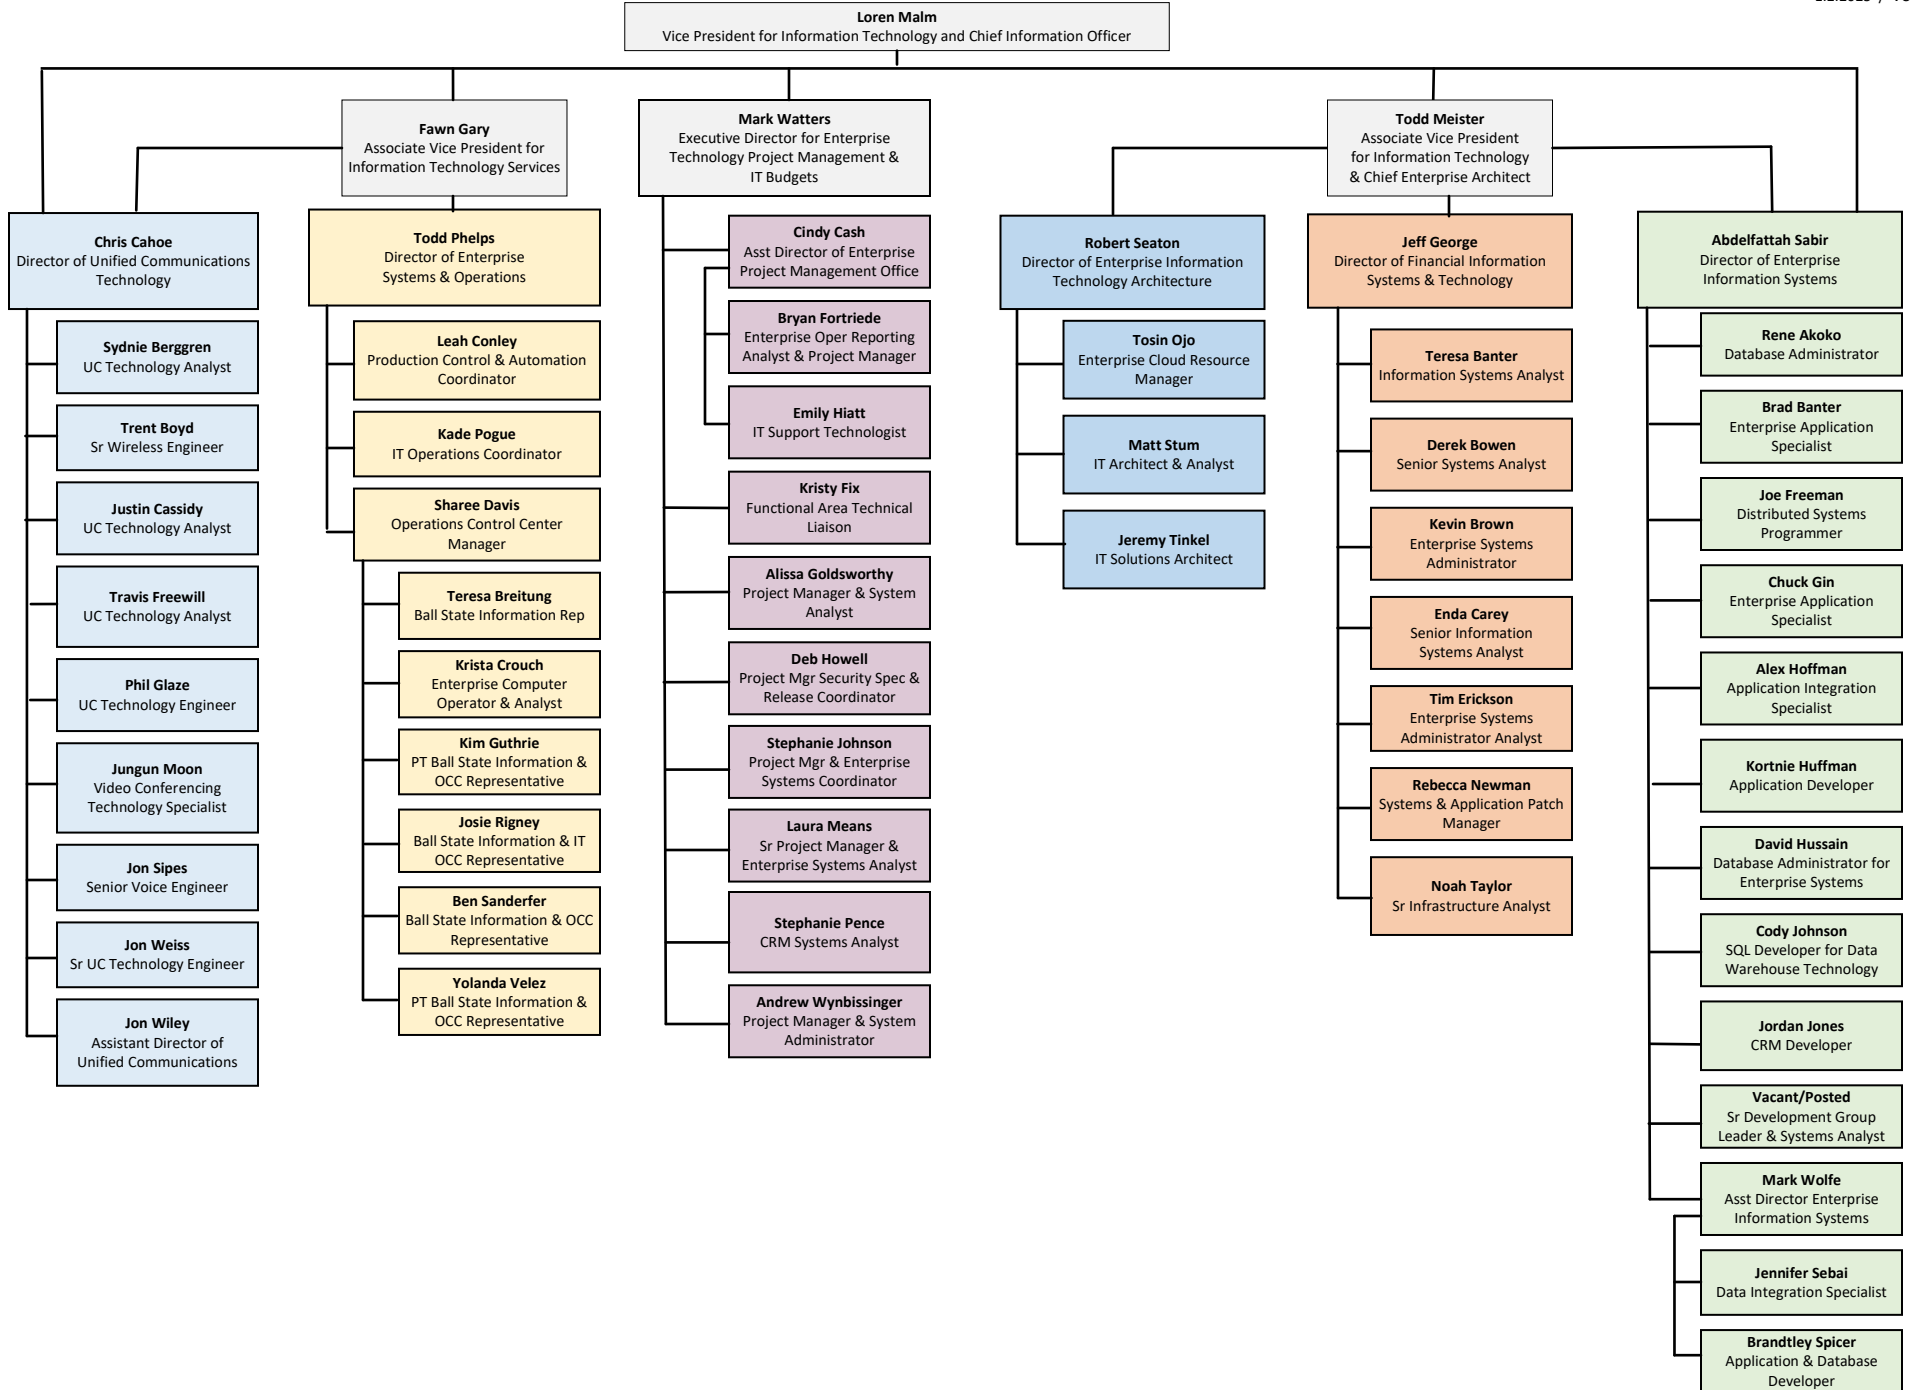 Loren Malm
Vice President for Information Technology and Chief Information Officer
Fawn Gary
Associate Vice President for
Information Technology Services
Mark Watters
Executive Director for Enterprise
Technology Project Management &
IT Budgets
Todd Meister
Associate Vice President
for Information Technology
& Chief Enterprise Architect
Chris Cahoe
Director of Unified Communications
Technology
Sydnie Berggren
UC Technology Analyst
Trent Boyd
Sr Wireless Engineer
Justin Cassidy
UC Technology Analyst
Travis Freewill
UC Technology Analyst
Phil Glaze
UC Technology Engineer
Jungun Moon
Video Conferencing
Technology Specialist
Jon Sipes
Senior Voice Engineer
Jon Weiss
Sr UC Technology Engineer
Jon Wiley
Assistant Director of
Unified Communications
Todd Phelps
Director of Enterprise
Systems & Operations
Leah Conley
Production Control & Automation
Coordinator
Kade Pogue
IT Operations Coordinator
Sharee Davis
Operations Control Center
Manager
Teresa Breitung
Ball State Information Rep
Krista Crouch
Enterprise Computer
Operator & Analyst
Kim Guthrie
PT Ball State Information &
OCC Representative
Josie Rigney
Ball State Information & IT
OCC Representative
Ben Sanderfer
Ball State Information & OCC
Representative
Yolanda Velez
PT Ball State Information &
OCC Representative
Cindy Cash
Asst Director of Enterprise
Project Management Office
Bryan Fortriede
Enterprise Oper Reporting
Analyst & Project Manager
Emily Hiatt
IT Support Technologist
Kristy Fix
Functional Area Technical
Liaison
Alissa Goldsworthy
Project Manager & System
Analyst
Deb Howell
Project Mgr Security Spec &
Release Coordinator
Stephanie Johnson
Project Mgr & Enterprise
Systems Coordinator
Laura Means
Sr Project Manager &
Enterprise Systems Analyst
Stephanie Pence
CRM Systems Analyst
Andrew Wynbissinger
Project Manager & System
Administrator
Robert Seaton
Director of Enterprise Information
Technology Architecture
Tosin Ojo
Enterprise Cloud Resource
Manager
Matt Stum
IT Architect & Analyst
Jeremy Tinkel
IT Solutions Architect
Jeff George
Director of Financial Information
Systems & Technology
Teresa Banter
Information Systems Analyst
Derek Bowen
Senior Systems Analyst
Kevin Brown
Enterprise Systems
Administrator
Enda Carey
Senior Information
Systems Analyst
Tim Erickson
Enterprise Systems
Administrator Analyst
Rebecca Newman
Systems & Application Patch
Manager
Noah Taylor
Sr Infrastructure Analyst
Abdelfattah Sabir
Director of Enterprise
Information Systems
Rene Akoko
Database Administrator
Brad Banter
Enterprise Application
Specialist
Joe Freeman
Distributed Systems
Programmer
Chuck Gin
Enterprise Application
Specialist
Alex Hoffman
Application Integration
Specialist
Kortnie Huffman
Application Developer
David Hussain
Database Administrator for
Enterprise Systems
Cody Johnson
SQL Developer for Data
Warehouse Technology
Jordan Jones
CRM Developer
Vacant/Posted
Sr Development Group
Leader & Systems Analyst
Mark Wolfe
Asst Director Enterprise
Information Systems
Jennifer Sebai
Data Integration Specialist
Brandtley Spicer
Application & Database
Developer